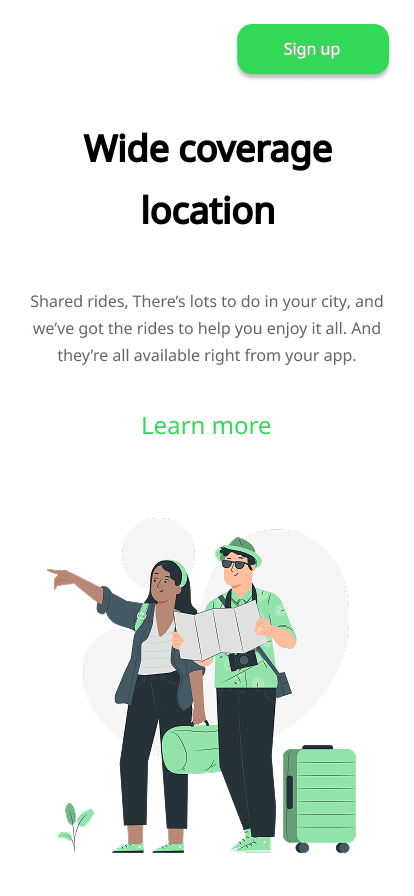 Sign up
Wide coverage
location
Shared rides, There’s lots to do in your city, and
we’ve got the rides to help you enjoy it all. And
they’re all available right from your app.
Learn more